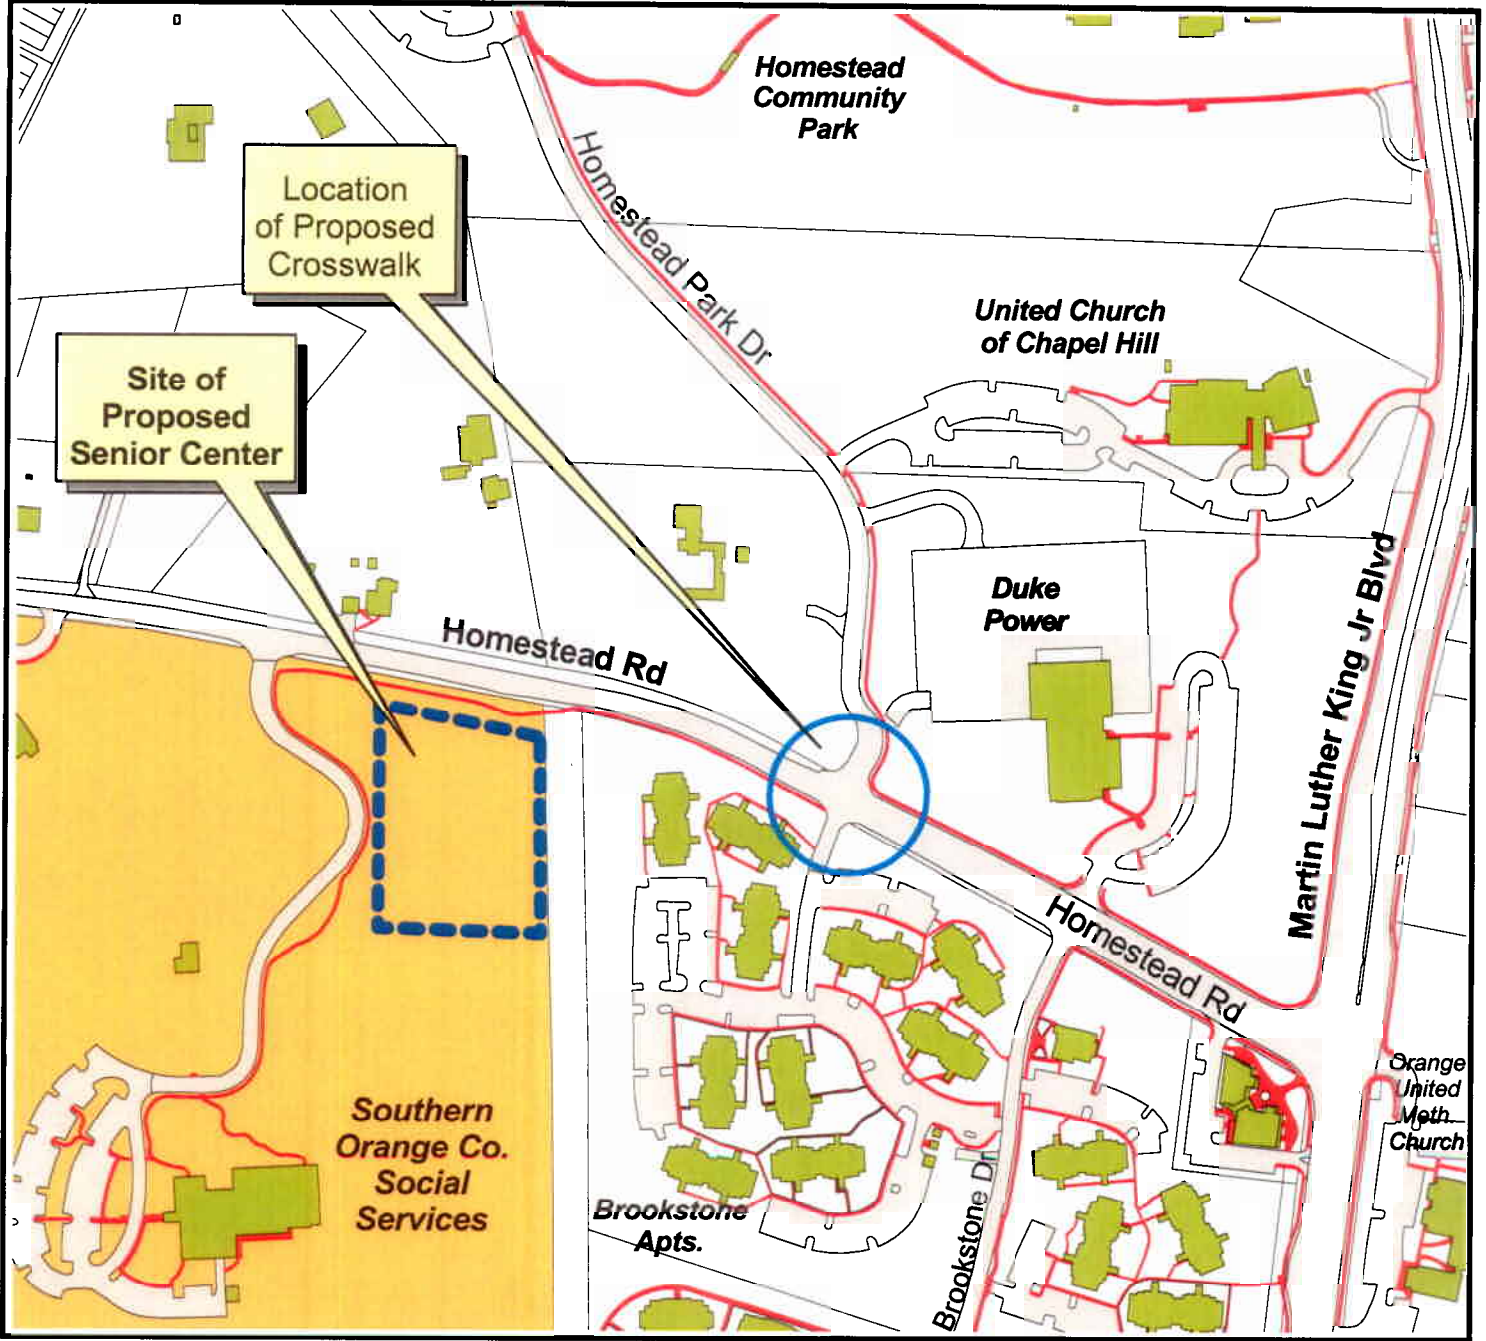 Homestead
Community
Park
Homestead Park Dr
Location
of Proposed
Crosswalk
United Church
of Chapel Hill
Site of
Proposed
Senior Center
Duke
Power
Homestead Rd
Martin Luther King Jr Blvd
Homestead Rd
Orange
United
Meth.
Church
Southern
Orange Co.
Social
Services
Brookstone
Apts.
Brookstone Dr